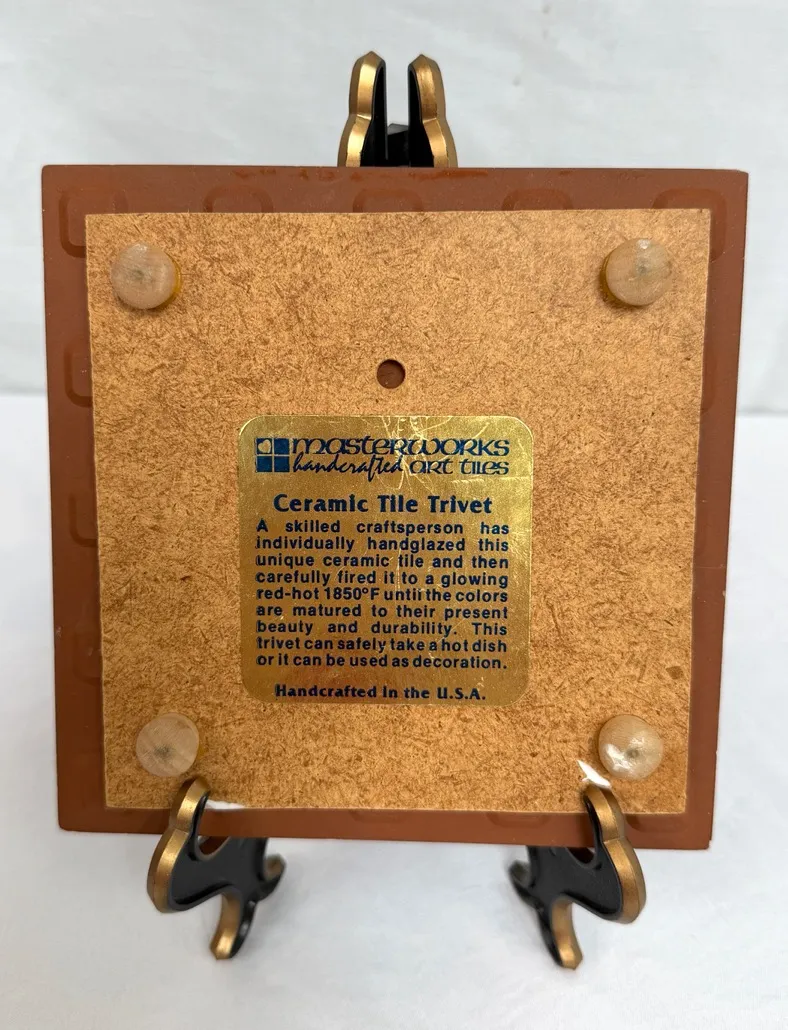 masterworks
handcrafted art tiles
Ceramic Tile Trivet
A skilled craftsperson has
individually handglazed this
unique ceramic tile and then
carefully fired it to a glowing
red-hot 1850°F until the colors
are matured to their present
beauty and durability. This
trivet can safely take a hot dish
or it can be used as decoration.
Handcrafted in the U.S.A.